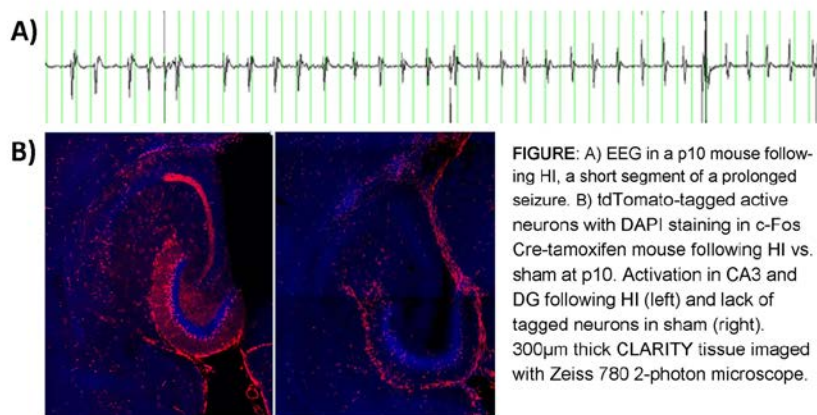 A)
B)
FIGURE: A) EEG in a p10 mouse follow-
ing HI, a short segment of a prolonged
seizure. B) tdTomato-tagged active
neurons with DAPI staining in c-Fos
Cre-tamoxifen mouse following HI vs.
sham at p10. Activation in CA3 and
DG following HI (left) and lack of
tagged neurons in sham (right).
300µm thick CLARITY tissue imaged
with Zeiss 780 2-photon microscope.